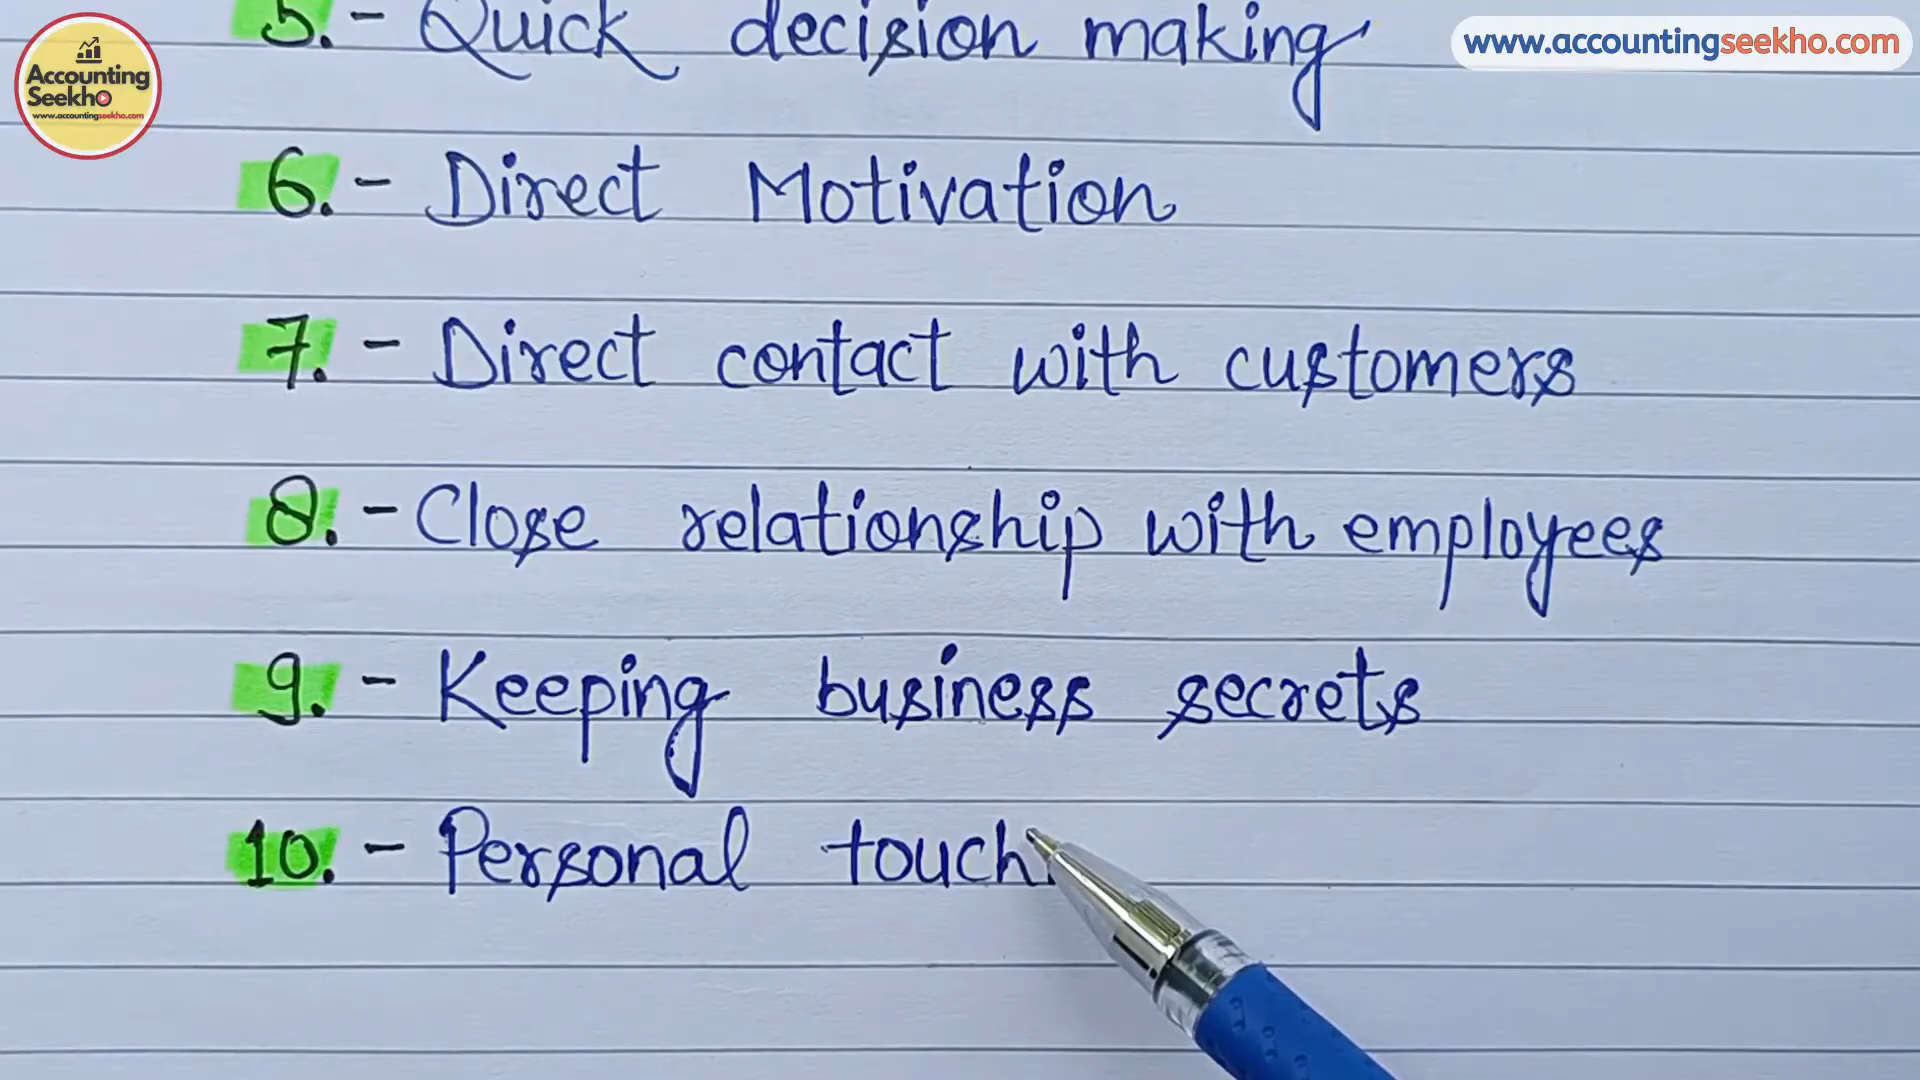 5. - Quick decision making
www.accountingseekho.com
Accounting
Seekho
www.accountingseekho.com
6. - Direct Motivation
7. - Direct contact with customers
8. - Close relationship with employees
9. - Keeping business secrets
10. - Personal touch.